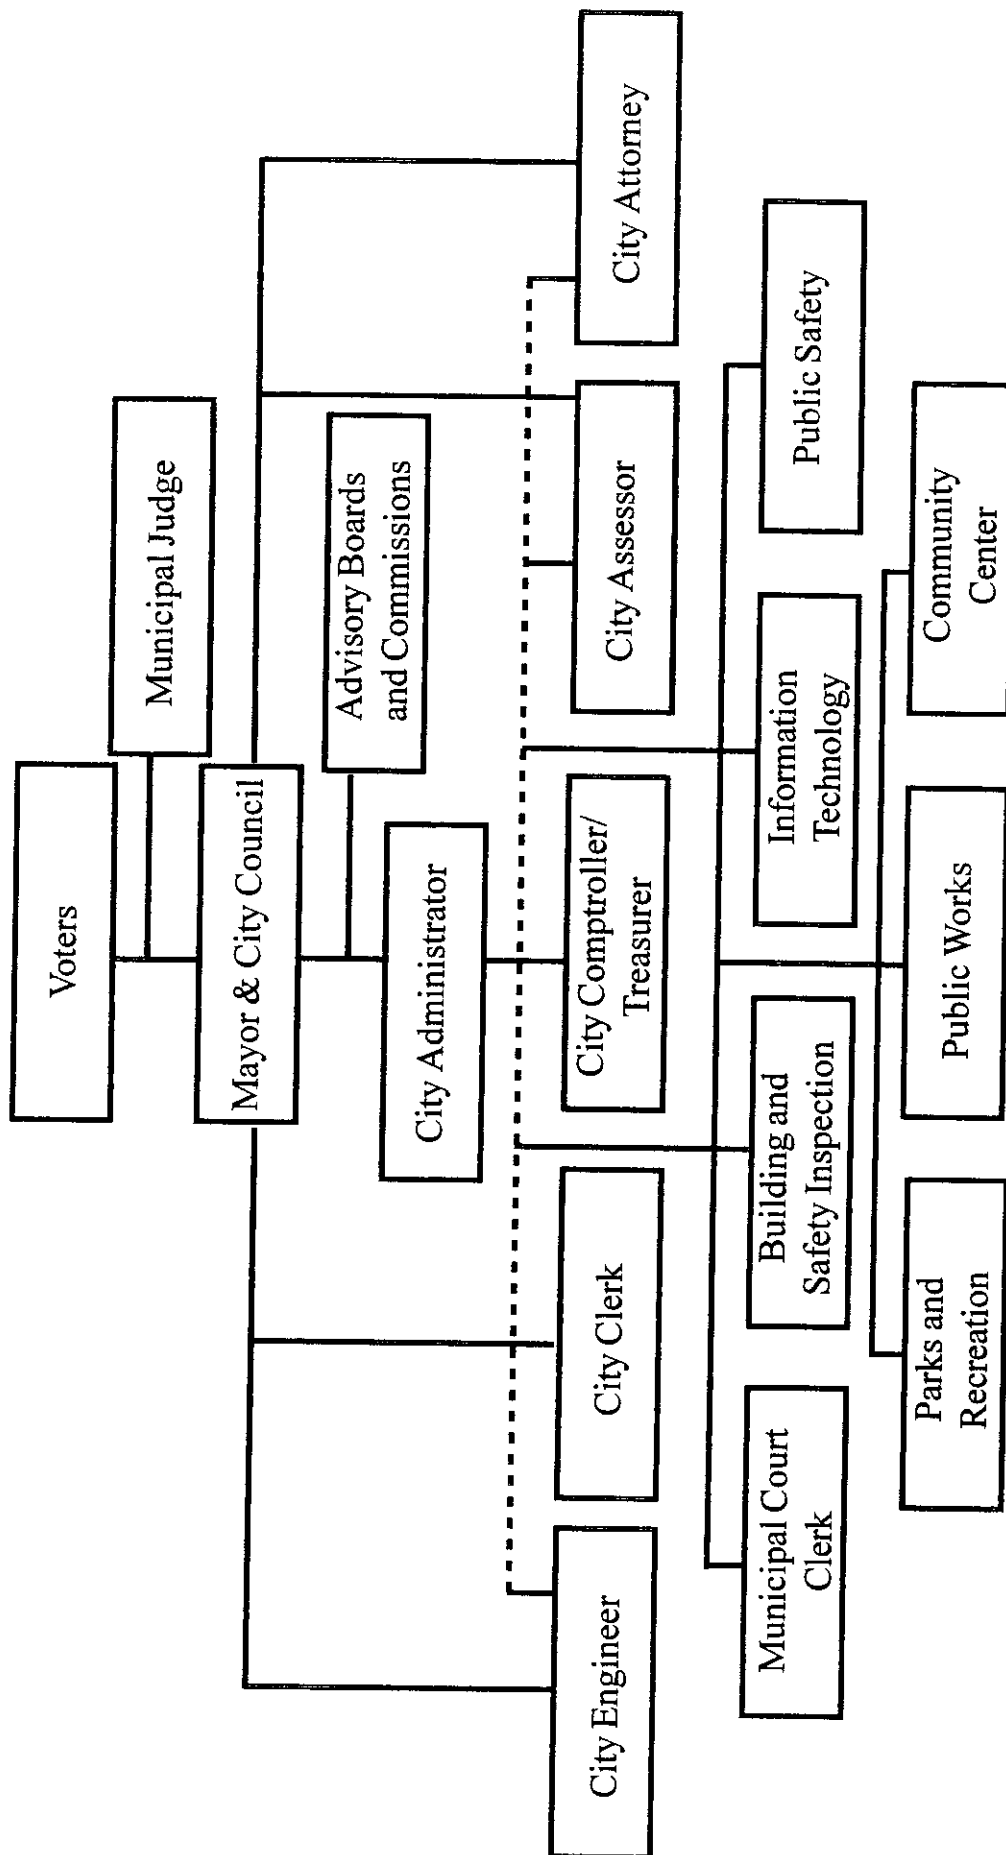 Voters
Municipal Judge
Mayor & City Council
Advisory Boards
and Commissions
City Administrator
City Engineer
City Clerk
City Comptroller/
Treasurer
City Assessor
City Attorney
Municipal Court
Clerk
Building and
Safety Inspection
Information
Technology
Public Safety
Parks and
Recreation
Public Works
Community
Center